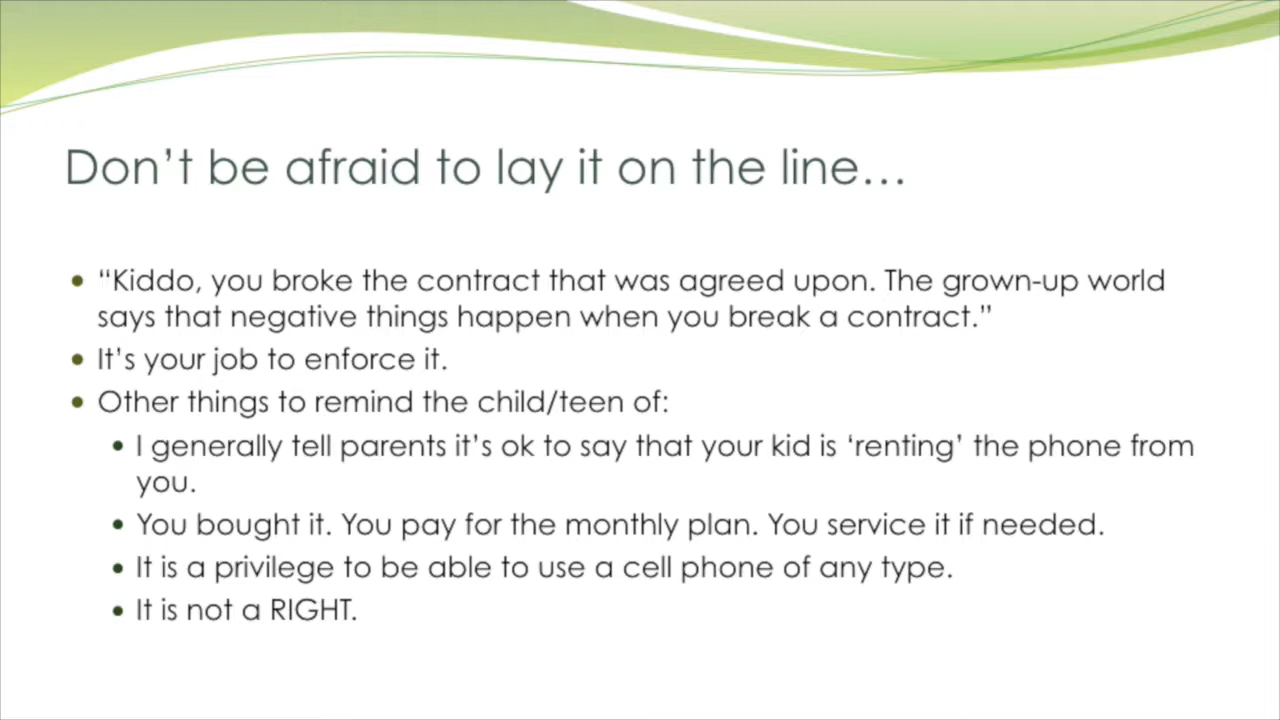 Don’t be afraid to lay it on the line…
• “Kiddo, you broke the contract that was agreed upon. The grown-up world
says that negative things happen when you break a contract.”
• It’s your job to enforce it.
• Other things to remind the child/teen of:
• I generally tell parents it’s ok to say that your kid is ‘renting’ the phone from
you.
• You bought it. You pay for the monthly plan. You service it if needed.
• It is a privilege to be able to use a cell phone of any type.
• It is not a RIGHT.